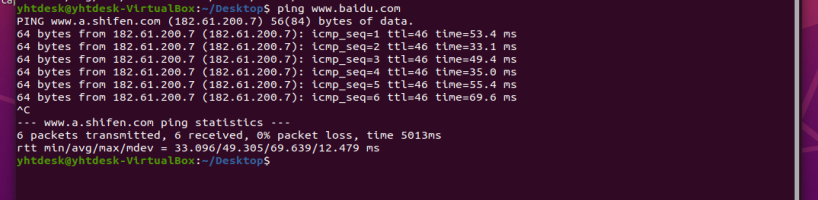 yhtdesk@yhtdesk-VirtualBox:~/Desktop$ ping www.baidu.com
PING www.a.shifen.com (182.61.200.7) 56(84) bytes of data.
64 bytes from 182.61.200.7 (182.61.200.7): icmp_seq=1 ttl=46 time=53.4 ms
64 bytes from 182.61.200.7 (182.61.200.7): icmp_seq=2 ttl=46 time=33.1 ms
64 bytes from 182.61.200.7 (182.61.200.7): icmp_seq=3 ttl=46 time=49.4 ms
64 bytes from 182.61.200.7 (182.61.200.7): icmp_seq=4 ttl=46 time=35.0 ms
64 bytes from 182.61.200.7 (182.61.200.7): icmp_seq=5 ttl=46 time=55.4 ms
64 bytes from 182.61.200.7 (182.61.200.7): icmp_seq=6 ttl=46 time=69.6 ms
^C
--- www.a.shifen.com ping statistics ---
6 packets transmitted, 6 received, 0% packet loss, time 5013ms
rtt min/avg/max/mdev = 33.096/49.305/69.639/12.479 ms
yhtdesk@yhtdesk-VirtualBox:~/Desktop$